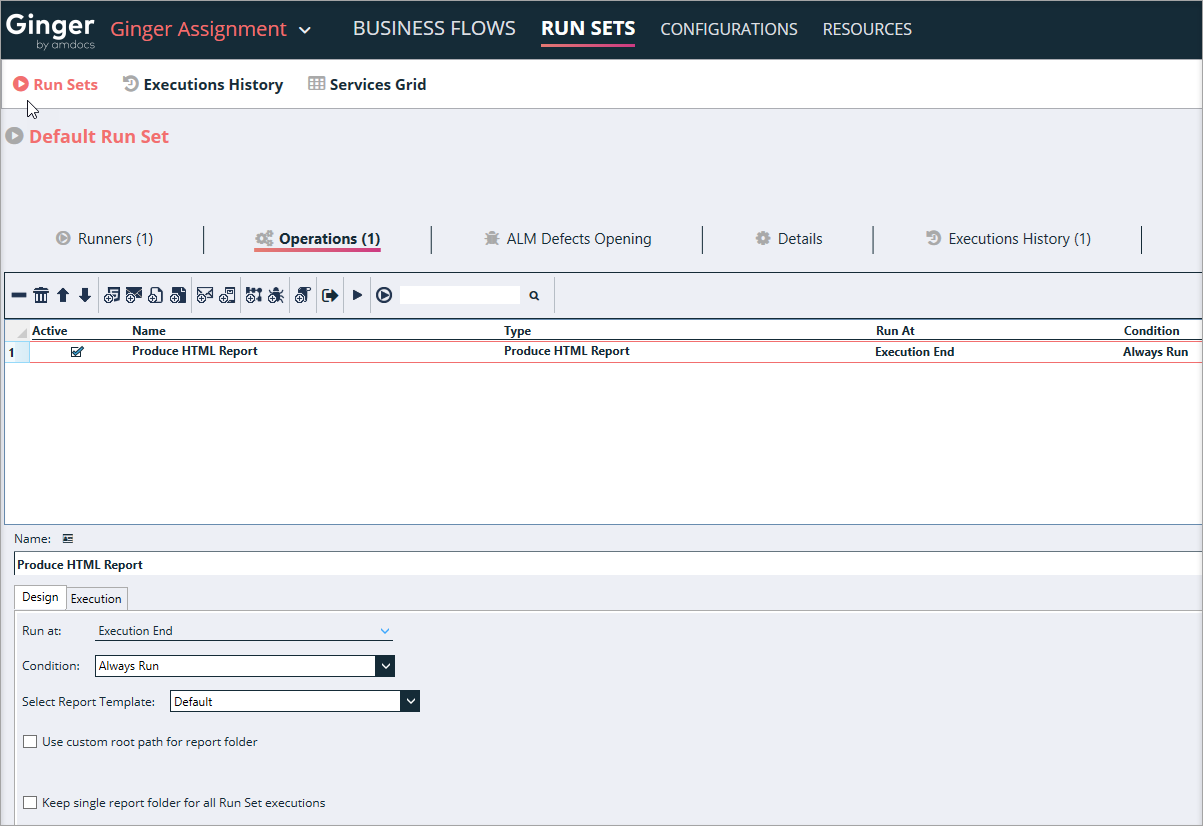 Ginger by amdocs Ginger Assignment BUSINESS FLOWS RUN SETS CONFIGURATIONS RESOURCES
Run Sets Executions History Services Grid
Default Run Set
Runners (1) Operations (1) ALM Defects Opening Details Executions History (1)
Active Name Type Run At Condition
1 Produce HTML Report Produce HTML Report Execution End Always Run
Name:
Produce HTML Report
Design Execution
Run at: Execution End
Condition: Always Run
Select Report Template: Default
Use custom root path for report folder
Keep single report folder for all Run Set executions